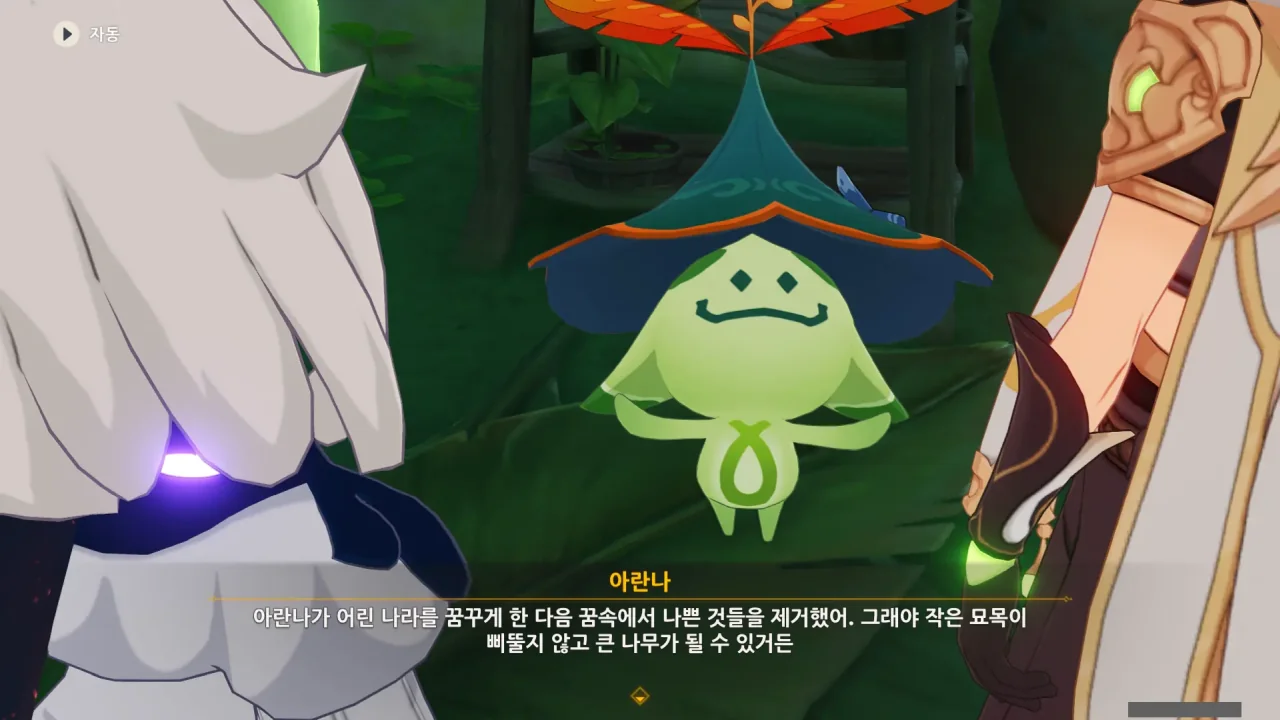 자동
아란나
아란나가 어린 나라를 꿈꾸게 한 다음 꿈속에서 나쁜 것들을 제거했어. 그래야 작은 묘목이
삐뚤지 않고 큰 나무가 될 수 있거든